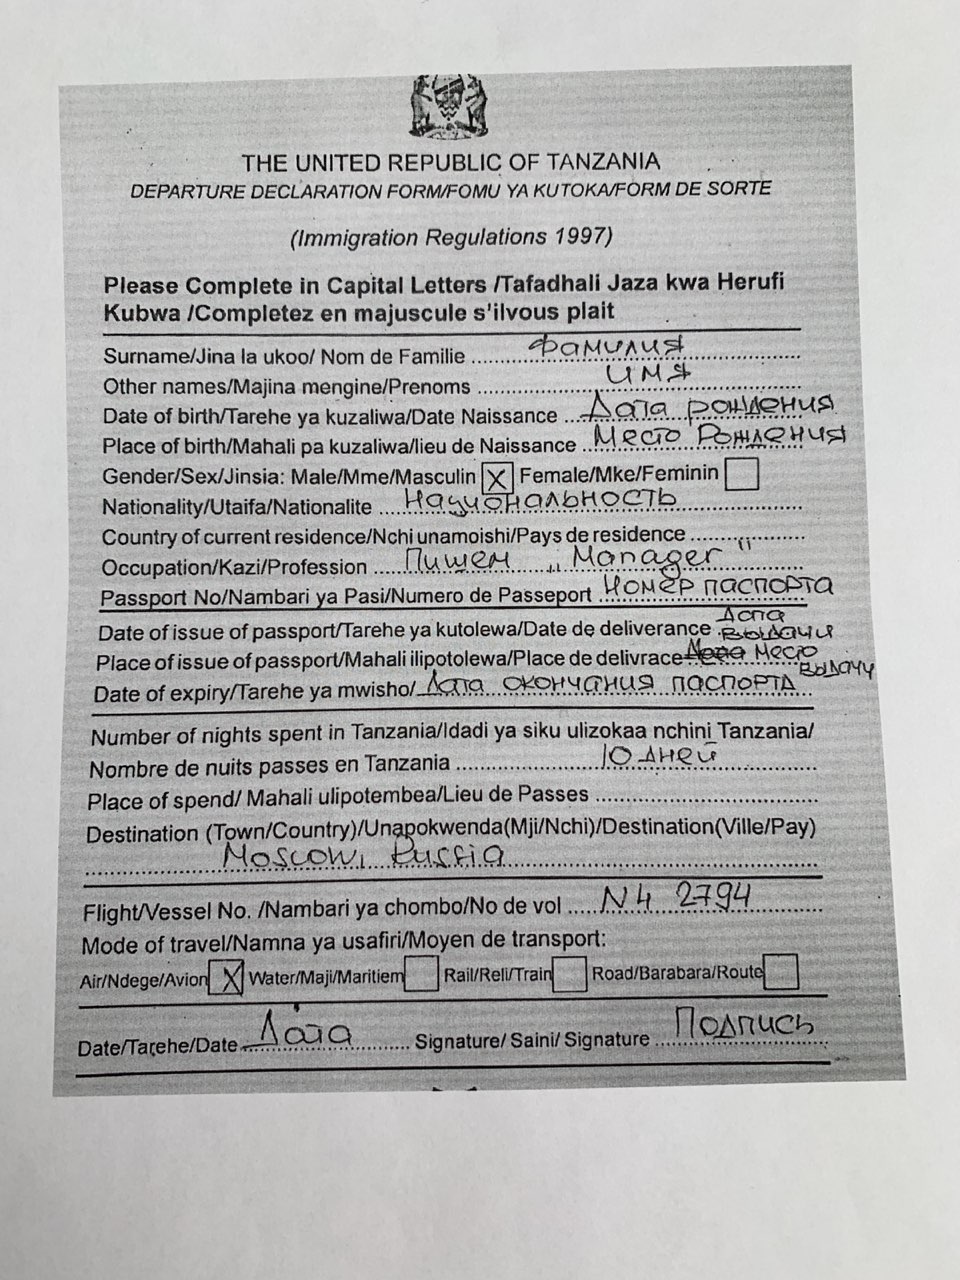 THE UNITED REPUBLIC OF TANZANIA
DEPARTURE DECLARATION FORM/FOMU YA KUTOKA/FORM DE SORTE
(Immigration Regulations 1997)
Please Complete in Capital Letters /Tafadhali Jaza kwa Herufi
Kubwa /Completez en majuscule s'ilvous plait
Surname/Jina la ukoo/ Nom de Familie ..... Фамилия
Other names/Majina mengine/Prenoms ..... Имя
Date of birth/Tarehe ya kuzaliwa/Date Naissance ... Дата рождения
Place of birth/Mahali pa kuzaliwa/lieu de Naissance .. Место Рождения
Gender/Sex/Jinsia: Male/Mme/Masculin X Female/Mke/Feminin
Nationality/Utaifa/Nationalite .... Национальность
Country of current residence/Nchi unamoishi/Pays de residence ..........
Occupation/Kazi/Profession .... Пишем „Manager"
Passport No/Nambari ya Pasi/Numero de Passeport Номер паспорта
Date of issue of passport/Tarehe ya kutolewa/Date de deliverance Дата выдачи
Place of issue of passport/Mahali ilipotolewa/Place de delivrace Место выдачи
Date of expiry/Tarehe ya mwisho/ Дата окончания паспорта
Number of nights spent in Tanzania/Idadi ya siku ulizokaa nchini Tanzania/
Nombre de nuits passes en Tanzania ..... 10 дней
Place of spend/ Mahali ulipotembea/Lieu de Passes ..........
Destination (Town/Country)/Unapokwenda(Mji/Nchi)/Destination(Ville/Pay)
Moscow, Russia
Flight/Vessel No. /Nambari ya chombo/No de vol ..... N4 2794
Mode of travel/Namna ya usafiri/Moyen de transport:
Air/Ndege/Avion X Water/Maji/Maritiem Rail/Reli/Train Road/Barabara/Route
Date/Tarehe/Date Дата .......... Signature/ Saini/ Signature ... Подпись